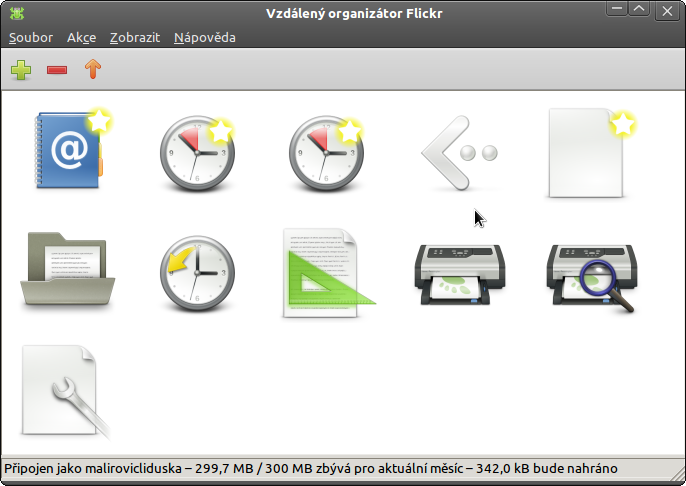 Vzdálený organizátor Flickr
Soubor Akce Zobrazit Nápověda
@
Připojen jako malirovicliduska – 299,7 MB / 300 MB zbývá pro aktuální měsíc – 342,0 kB bude nahráno